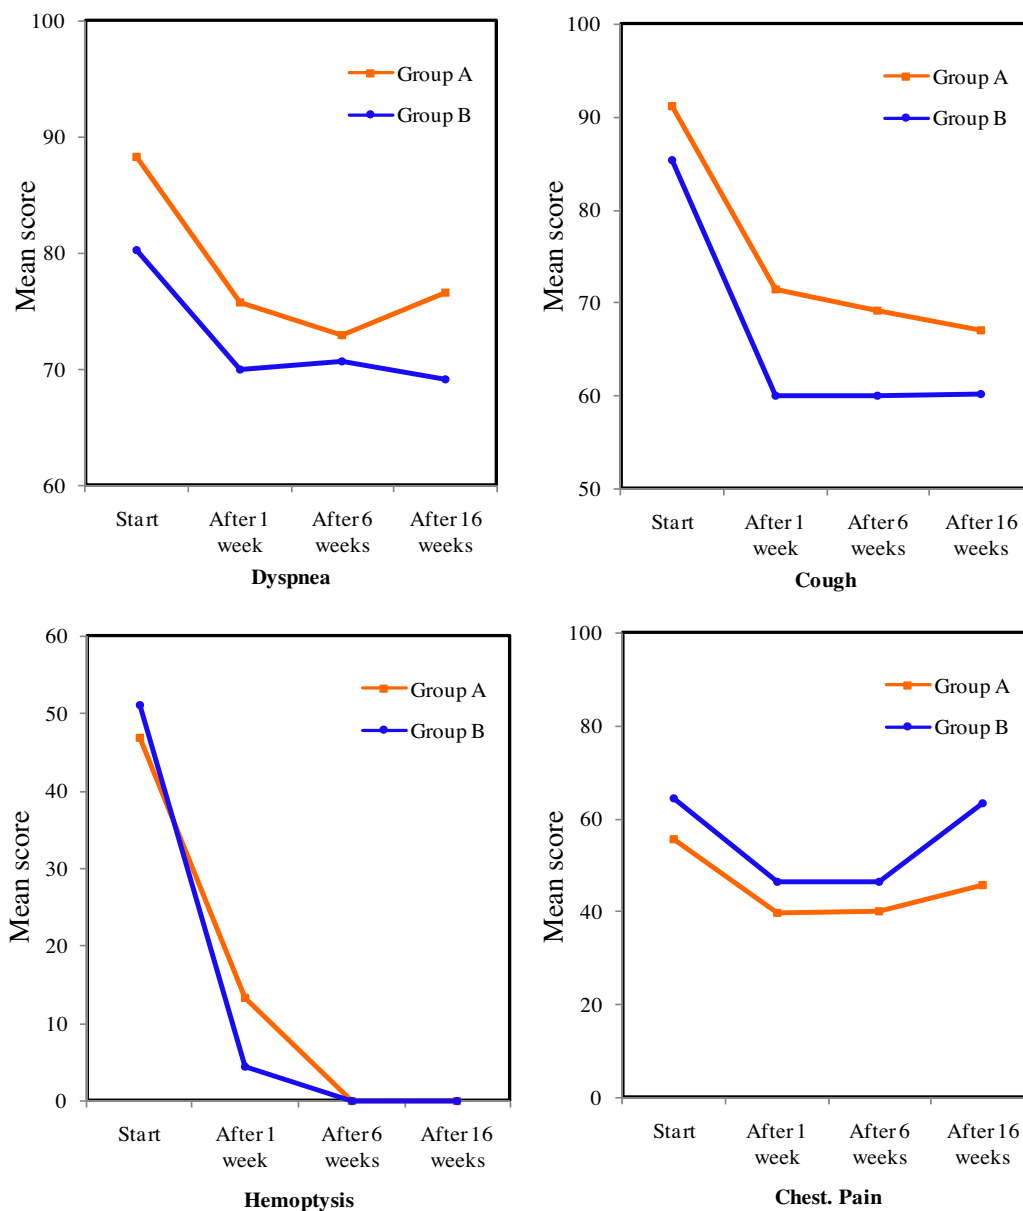 100
90
80
70
60
Mean score
Group A
Group B
Start
After 1
week
After 6
weeks
After 16
weeks
Dyspnea
100
90
80
70
60
50
Mean score
Group A
Group B
Start
After 1
week
After 6
weeks
After 16
weeks
Cough
60
50
40
30
20
10
0
Mean score
Group A
Group B
Start
After 1
week
After 6
weeks
After 16
weeks
Hemoptysis
100
80
60
40
20
0
Mean score
Group A
Group B
Start
After 1
week
After 6
weeks
After 16
weeks
Chest. Pain